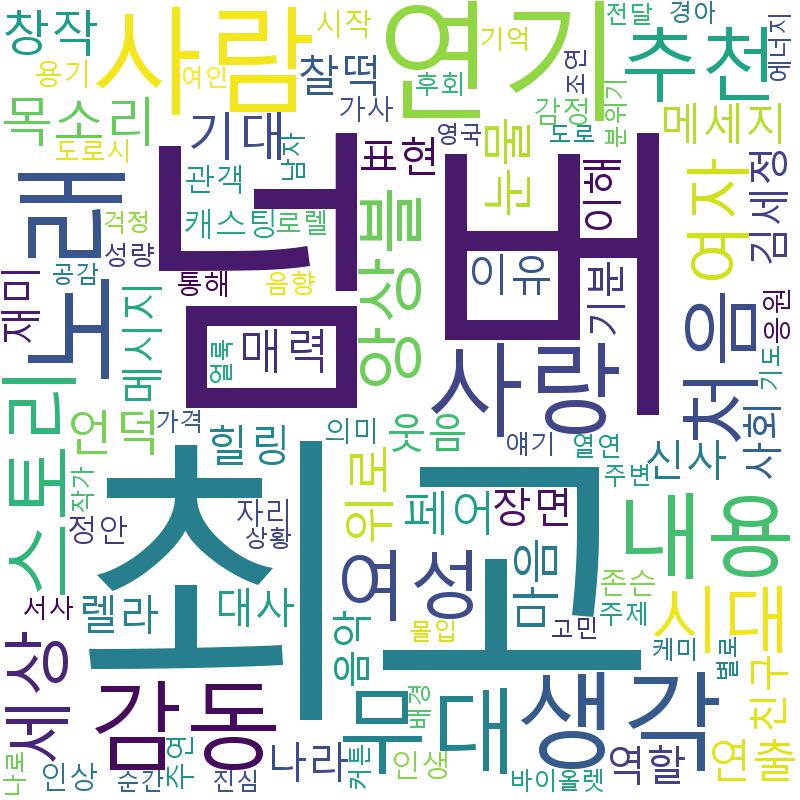 창작
사람
연기
추천
시작
기억
전달
경아
에너지
용기
여인
찰떡
후회
조연
목소리
기대
가사
감정
분위기
메세지
도로시
남자
표현
영국
도로
눈물
이해
노래
관객
넘버
여자
김세정
걱정
캐스팅
로렐
앙상블
이유
성량
공감
통해
음향
기분
처음
응원
재미
메시지
얼록
매력
사랑
기도
스토리
언덕
가격
힐링
의미
웃음
얘기
열연
주변
신사
사회
작가
정안
최고
자리
상황
위로
페어
장면
내용
서사
렐라
대사
여성
마음
존슨
주제
시대
음악
몰입
고민
케미
별로
세상
감동
무대
배경
생각
친구
나로
인상
순간
주연
진심
나라
커튼
인생
바이올렛
역할
연출